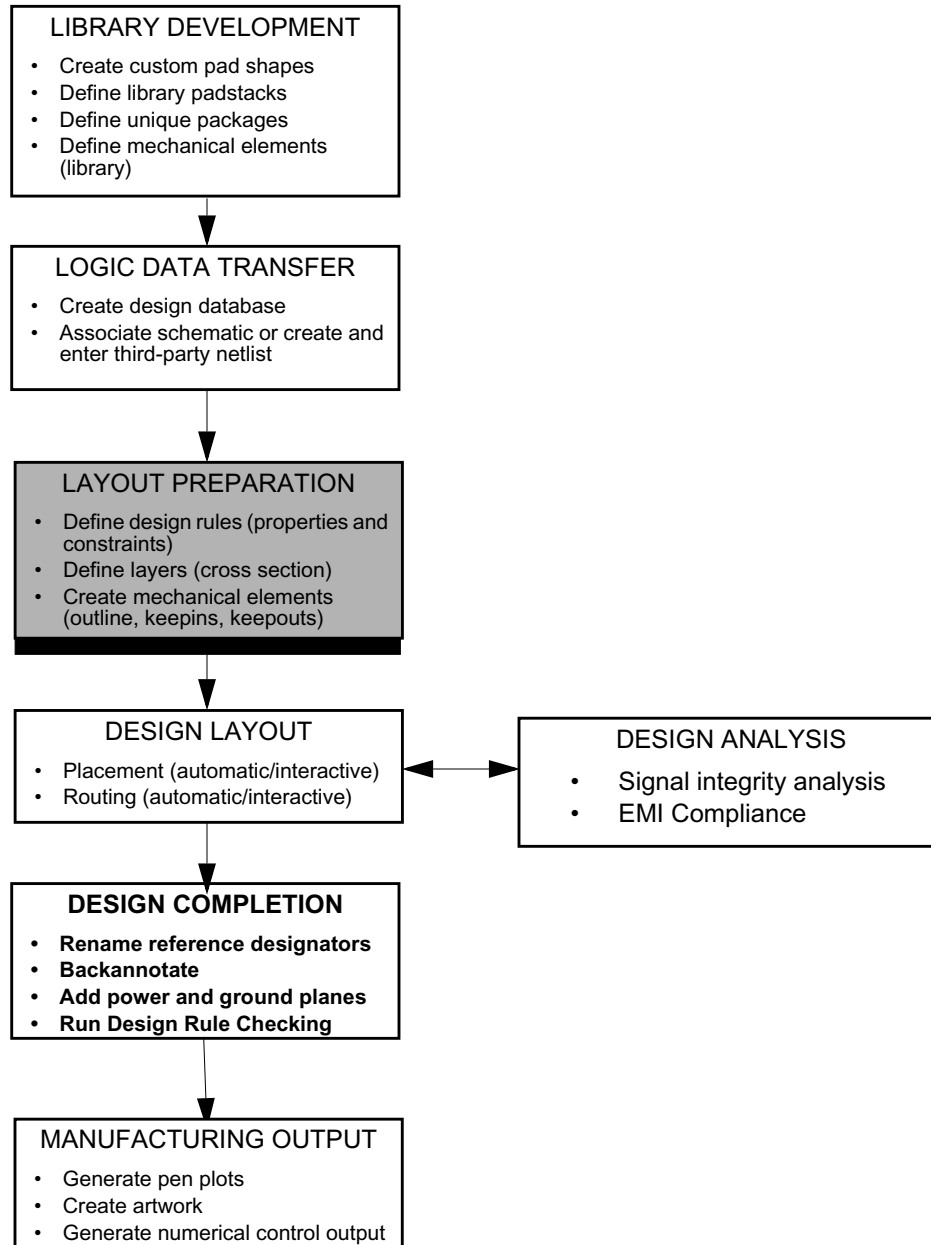 LIBRARY DEVELOPMENT
• Create custom pad shapes
• Define library padstacks
• Define unique packages
• Define mechanical elements
(library)
LOGIC DATA TRANSFER
• Create design database
• Associate schematic or create and
enter third-party netlist
LAYOUT PREPARATION
• Define design rules (properties and
constraints)
• Define layers (cross section)
• Create mechanical elements
(outline, keepins, keepouts)
DESIGN LAYOUT
• Placement (automatic/interactive)
• Routing (automatic/interactive)
DESIGN ANALYSIS
• Signal integrity analysis
• EMI Compliance
DESIGN COMPLETION
• Rename reference designators
• Backannotate
• Add power and ground planes
• Run Design Rule Checking
MANUFACTURING OUTPUT
• Generate pen plots
• Create artwork
• Generate numerical control output